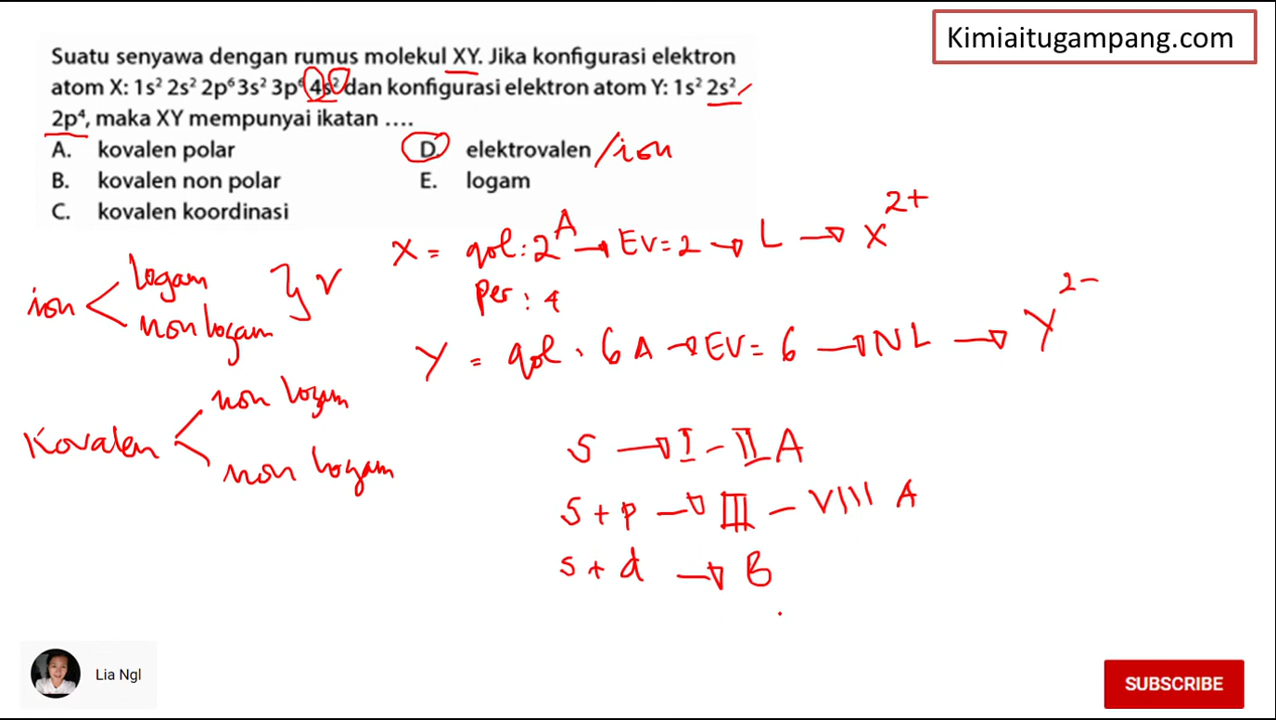 Kimiaitugampang.com
Suatu senyawa dengan rumus molekul XY. Jika konfigurasi elektron
atom X: 1s² 2s² 2p⁶ 3s² 3p⁶ 4s² dan konfigurasi elektron atom Y: 1s² 2s²
2p⁴, maka XY mempunyai ikatan ....
A. kovalen polar
B. kovalen non polar
C. kovalen koordinasi
D. elektrovalen /ion
E. logam
X = gol : 2A → EV = 2 → L → X²⁺
Per : 4
Y = gol : 6A → EV = 6 → NL → Y²⁻
ion < logam
non logam } v
Kovalen < non logam
non logam
S → I - II A
S + p → III - VIII A
s + d → B
Lia Ngl
SUBSCRIBE